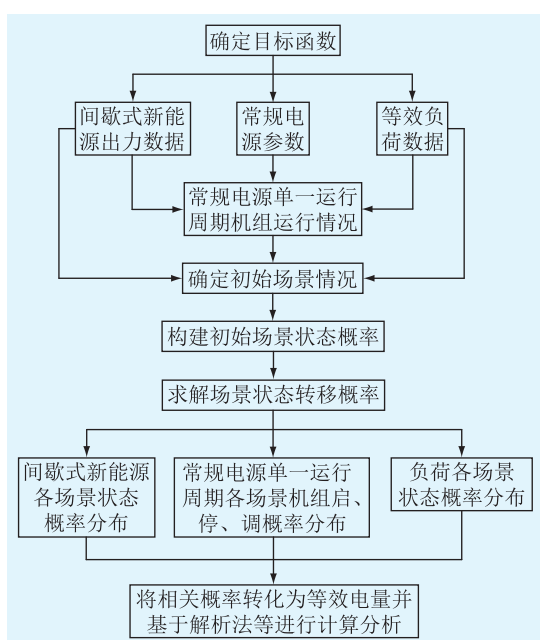 确定目标函数
间歇式新能
源出力数据
常规电
源参数
等效负
荷数据
常规电源单一运行
周期机组运行情况
确定初始场景情况
构建初始场景状态概率
求解场景状态转移概率
间歇式新能源
各场景状态
概率分布
常规电源单一运行
周期各场景机组启、
停、调概率分布
负荷各场景
状态概率分布
将相关概率转化为等效电量并
基于解析法等进行计算分析